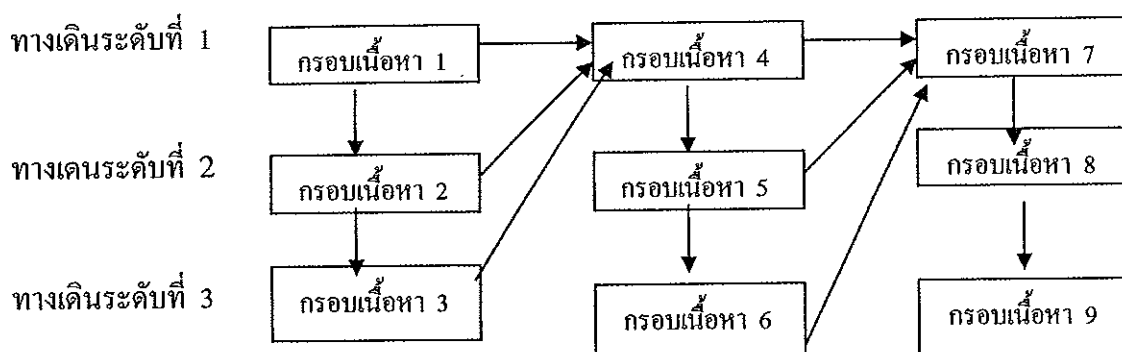 ทางเดินระดับที่ 1
กรอบเนื้อหา 1
กรอบเนื้อหา 4
กรอบเนื้อหา 7
ทางเดนระดับที่ 2
กรอบเนื้อหา 2
กรอบเนื้อหา 5
กรอบเนื้อหา 8
ทางเดินระดับที่ 3
กรอบเนื้อหา 3
กรอบเนื้อหา 6
กรอบเนื้อหา 9